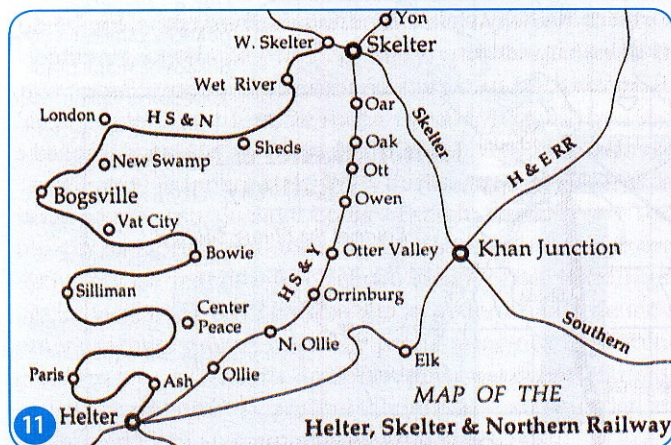 Yon
W. Skelter
Skelter
Wet River
Oar
London
H S & N
Skelter
H & E RR
Sheds
Oak
New Swamp
Ott
Bogsville
Owen
Vat City
Bowie
Otter Valley
Khan Junction
H S & Y
Silliman
Orrinburg
Center
Peace
Southern
N. Ollie
Elk
Paris
Ash
Ollie
Helter
MAP OF THE
Helter, Skelter & Northern Railway
11